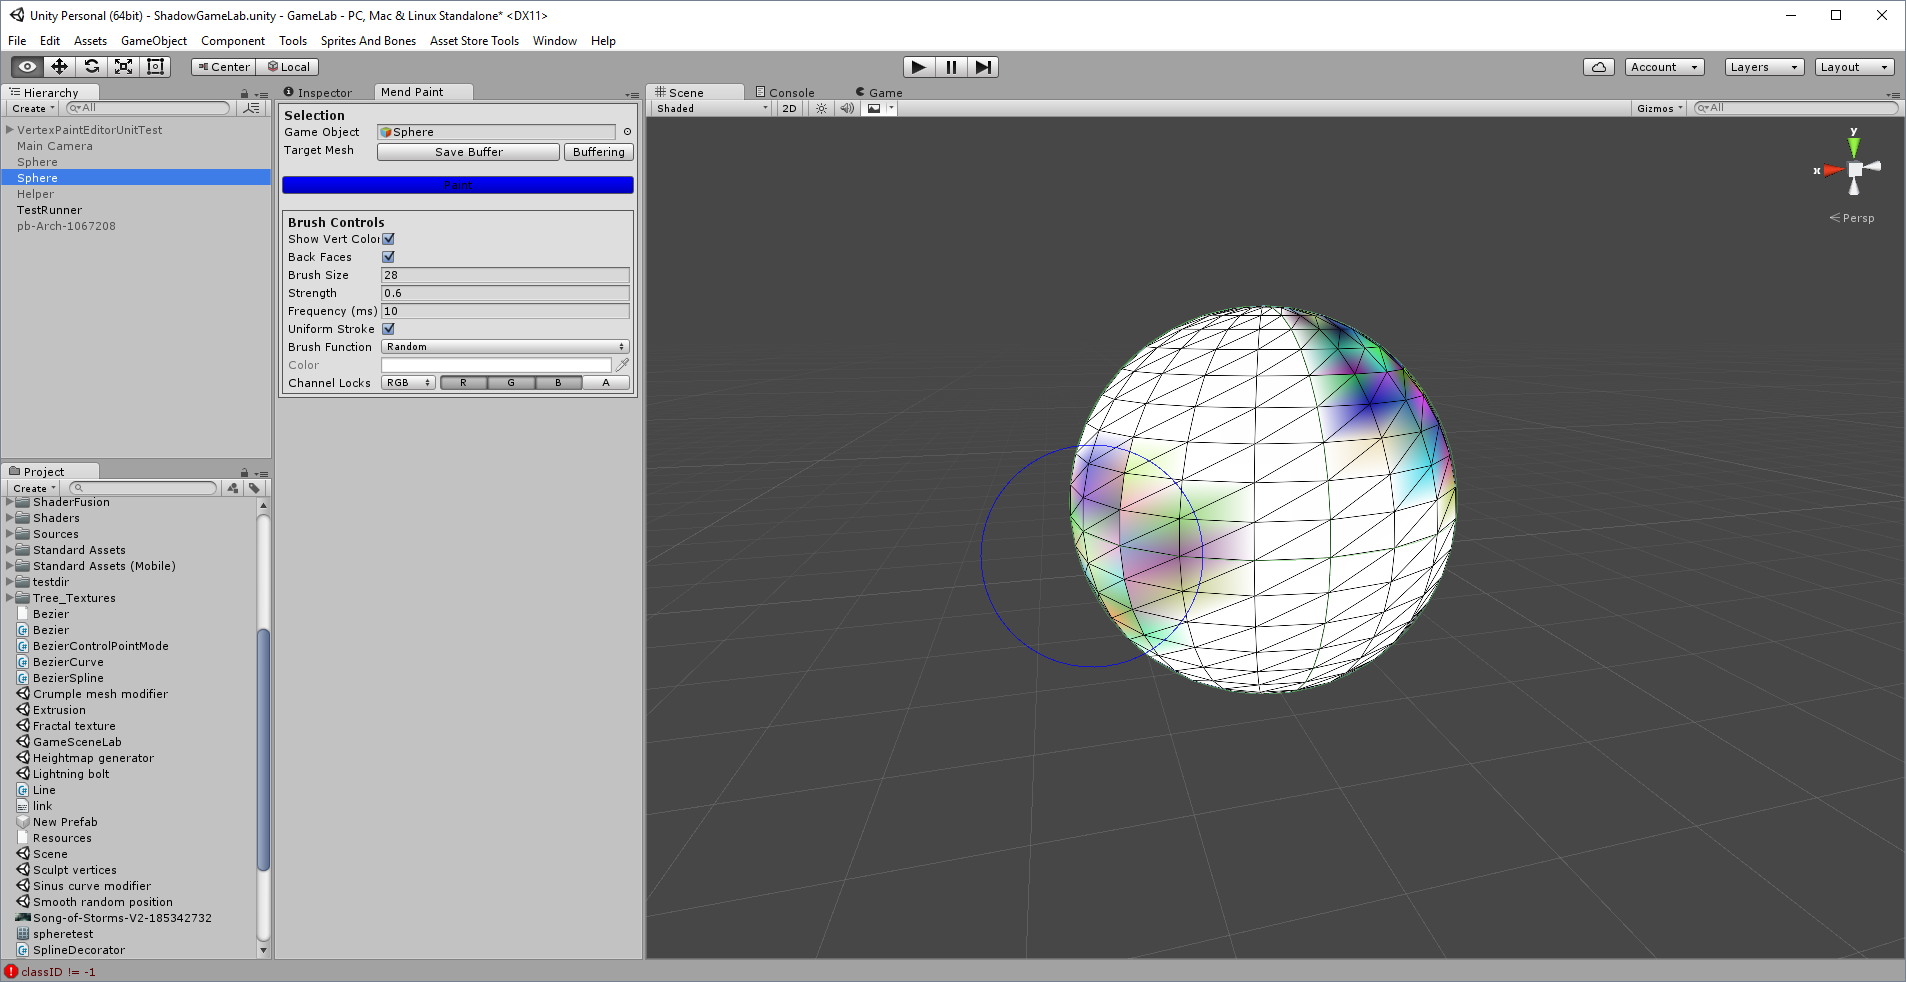 Unity Personal (64bit) - ShadowGameLab.unity - GameLab - PC, Mac & Linux Standalone* <DX11>
File Edit Assets GameObject Component Tools Sprites And Bones Asset Store Tools Window Help
Center Local Account Layers Layout
Hierarchy
Create All
VertexPaintEditorUnitTest
Main Camera
Sphere
Sphere
Helper
TestRunner
pb-Arch-1067208
Project
Create
ShaderFusion
Shaders
Sources
Standard Assets
Standard Assets (Mobile)
testdir
Tree_Textures
Bezier
Bezier
BezierControlPointMode
BezierCurve
BezierSpline
Crumple mesh modifier
Extrusion
Fractal texture
GameSceneLab
Heightmap generator
Lightning bolt
Line
link
New Prefab
Resources
Scene
Sculpt vertices
Sinus curve modifier
Smooth random position
Song-of-Storms-V2-185342732
spheretest
SplineDecorator
Inspector Mend Paint
Selection
Game Object Sphere
Target Mesh Save Buffer Buffering
Brush Controls
Show Vert Color
Back Faces
Brush Size 28
Strength 0.6
Frequency (ms) 10
Uniform Stroke
Brush Function Random
Color
Channel Locks RGB R G B A
Scene Console Game
Shaded 2D Gizmos All
y
x
Persp
classID != -1